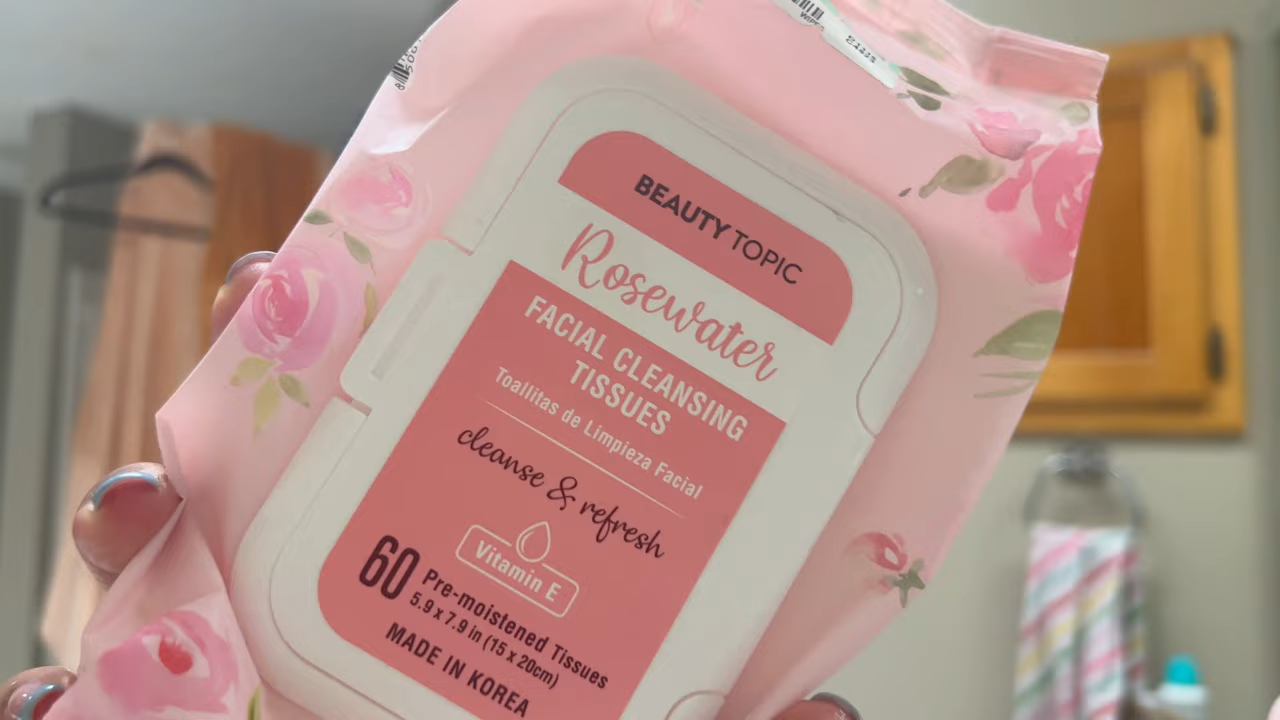 BEAUTY TOPIC
Rosewater
FACIAL CLEANSING
TISSUES
Toallitas de Limpieza Facial
cleanse & refresh
Vitamin E
60 Pre-moistened Tissues
5.9 x 7.9 in (15 x 20cm)
MADE IN KOREA